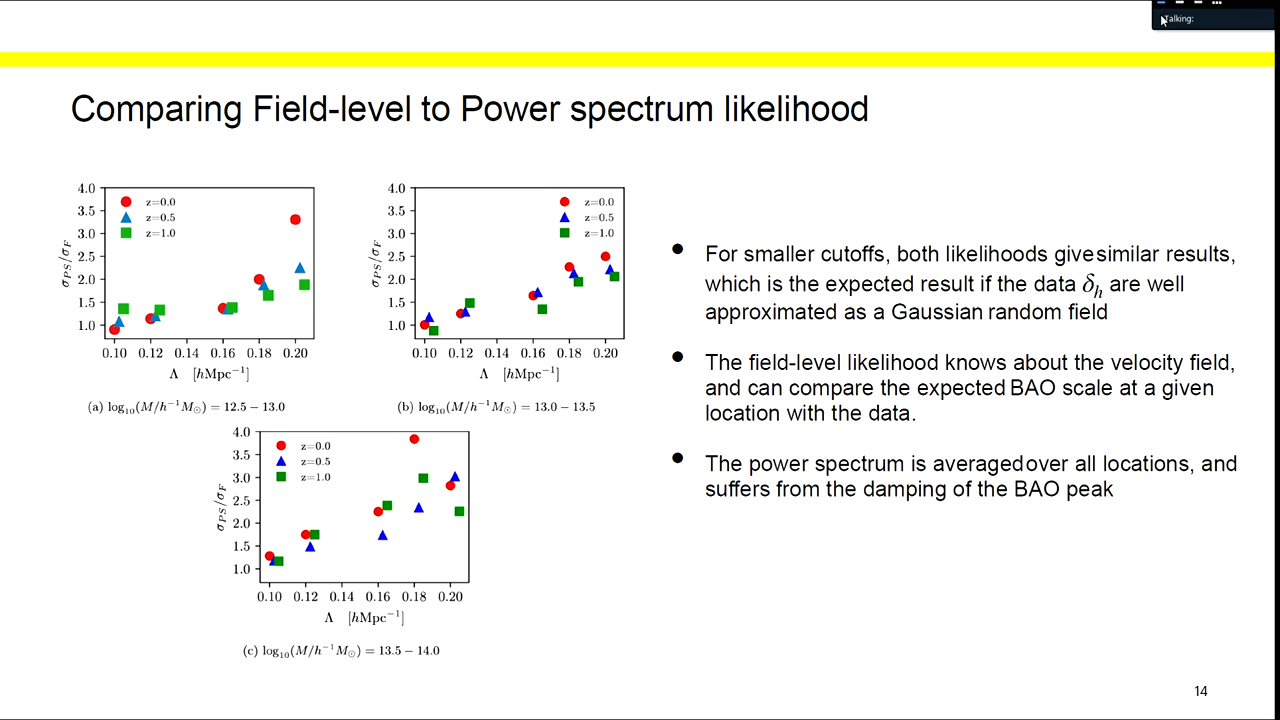 Talking:
Comparing Field-level to Power spectrum likelihood
4.0
3.5
3.0
2.5
2.0
1.5
1.0
σ_PS/σ_F
z=0.0
z=0.5
z=1.0
0.10 0.12 0.14 0.16 0.18 0.20
Λ [hMpc⁻¹]
(a) log₁₀(M/h⁻¹M☉) = 12.5 − 13.0
4.0
3.5
3.0
2.5
2.0
1.5
1.0
σ_PS/σ_F
z=0.0
z=0.5
z=1.0
0.10 0.12 0.14 0.16 0.18 0.20
Λ [hMpc⁻¹]
(b) log₁₀(M/h⁻¹M☉) = 13.0 − 13.5
4.0
3.5
3.0
2.5
2.0
1.5
1.0
σ_PS/σ_F
z=0.0
z=0.5
z=1.0
0.10 0.12 0.14 0.16 0.18 0.20
Λ [hMpc⁻¹]
(c) log₁₀(M/h⁻¹M☉) = 13.5 − 14.0
• For smaller cutoffs, both likelihoods give similar results,
which is the expected result if the data δ_h are well
approximated as a Gaussian random field
• The field-level likelihood knows about the velocity field,
and can compare the expected BAO scale at a given
location with the data.
• The power spectrum is averaged over all locations, and
suffers from the damping of the BAO peak
14